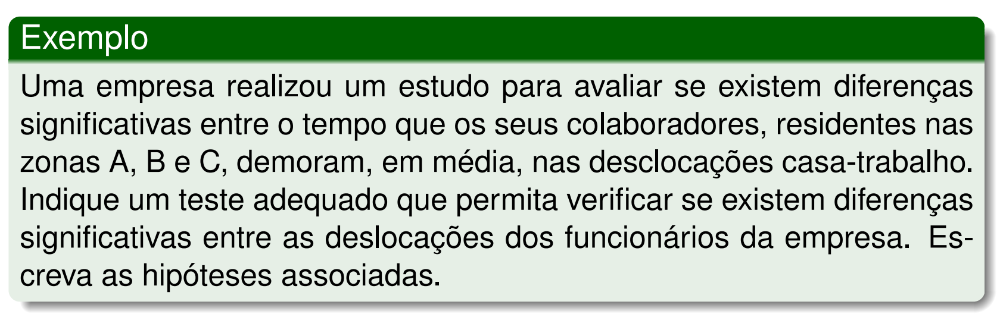 Exemplo
Uma empresa realizou um estudo para avaliar se existem diferenças
significativas entre o tempo que os seus colaboradores, residentes nas
zonas A, B e C, demoram, em média, nas desclocações casa-trabalho.
Indique um teste adequado que permita verificar se existem diferenças
significativas entre as deslocações dos funcionários da empresa. Es-
creva as hipóteses associadas.